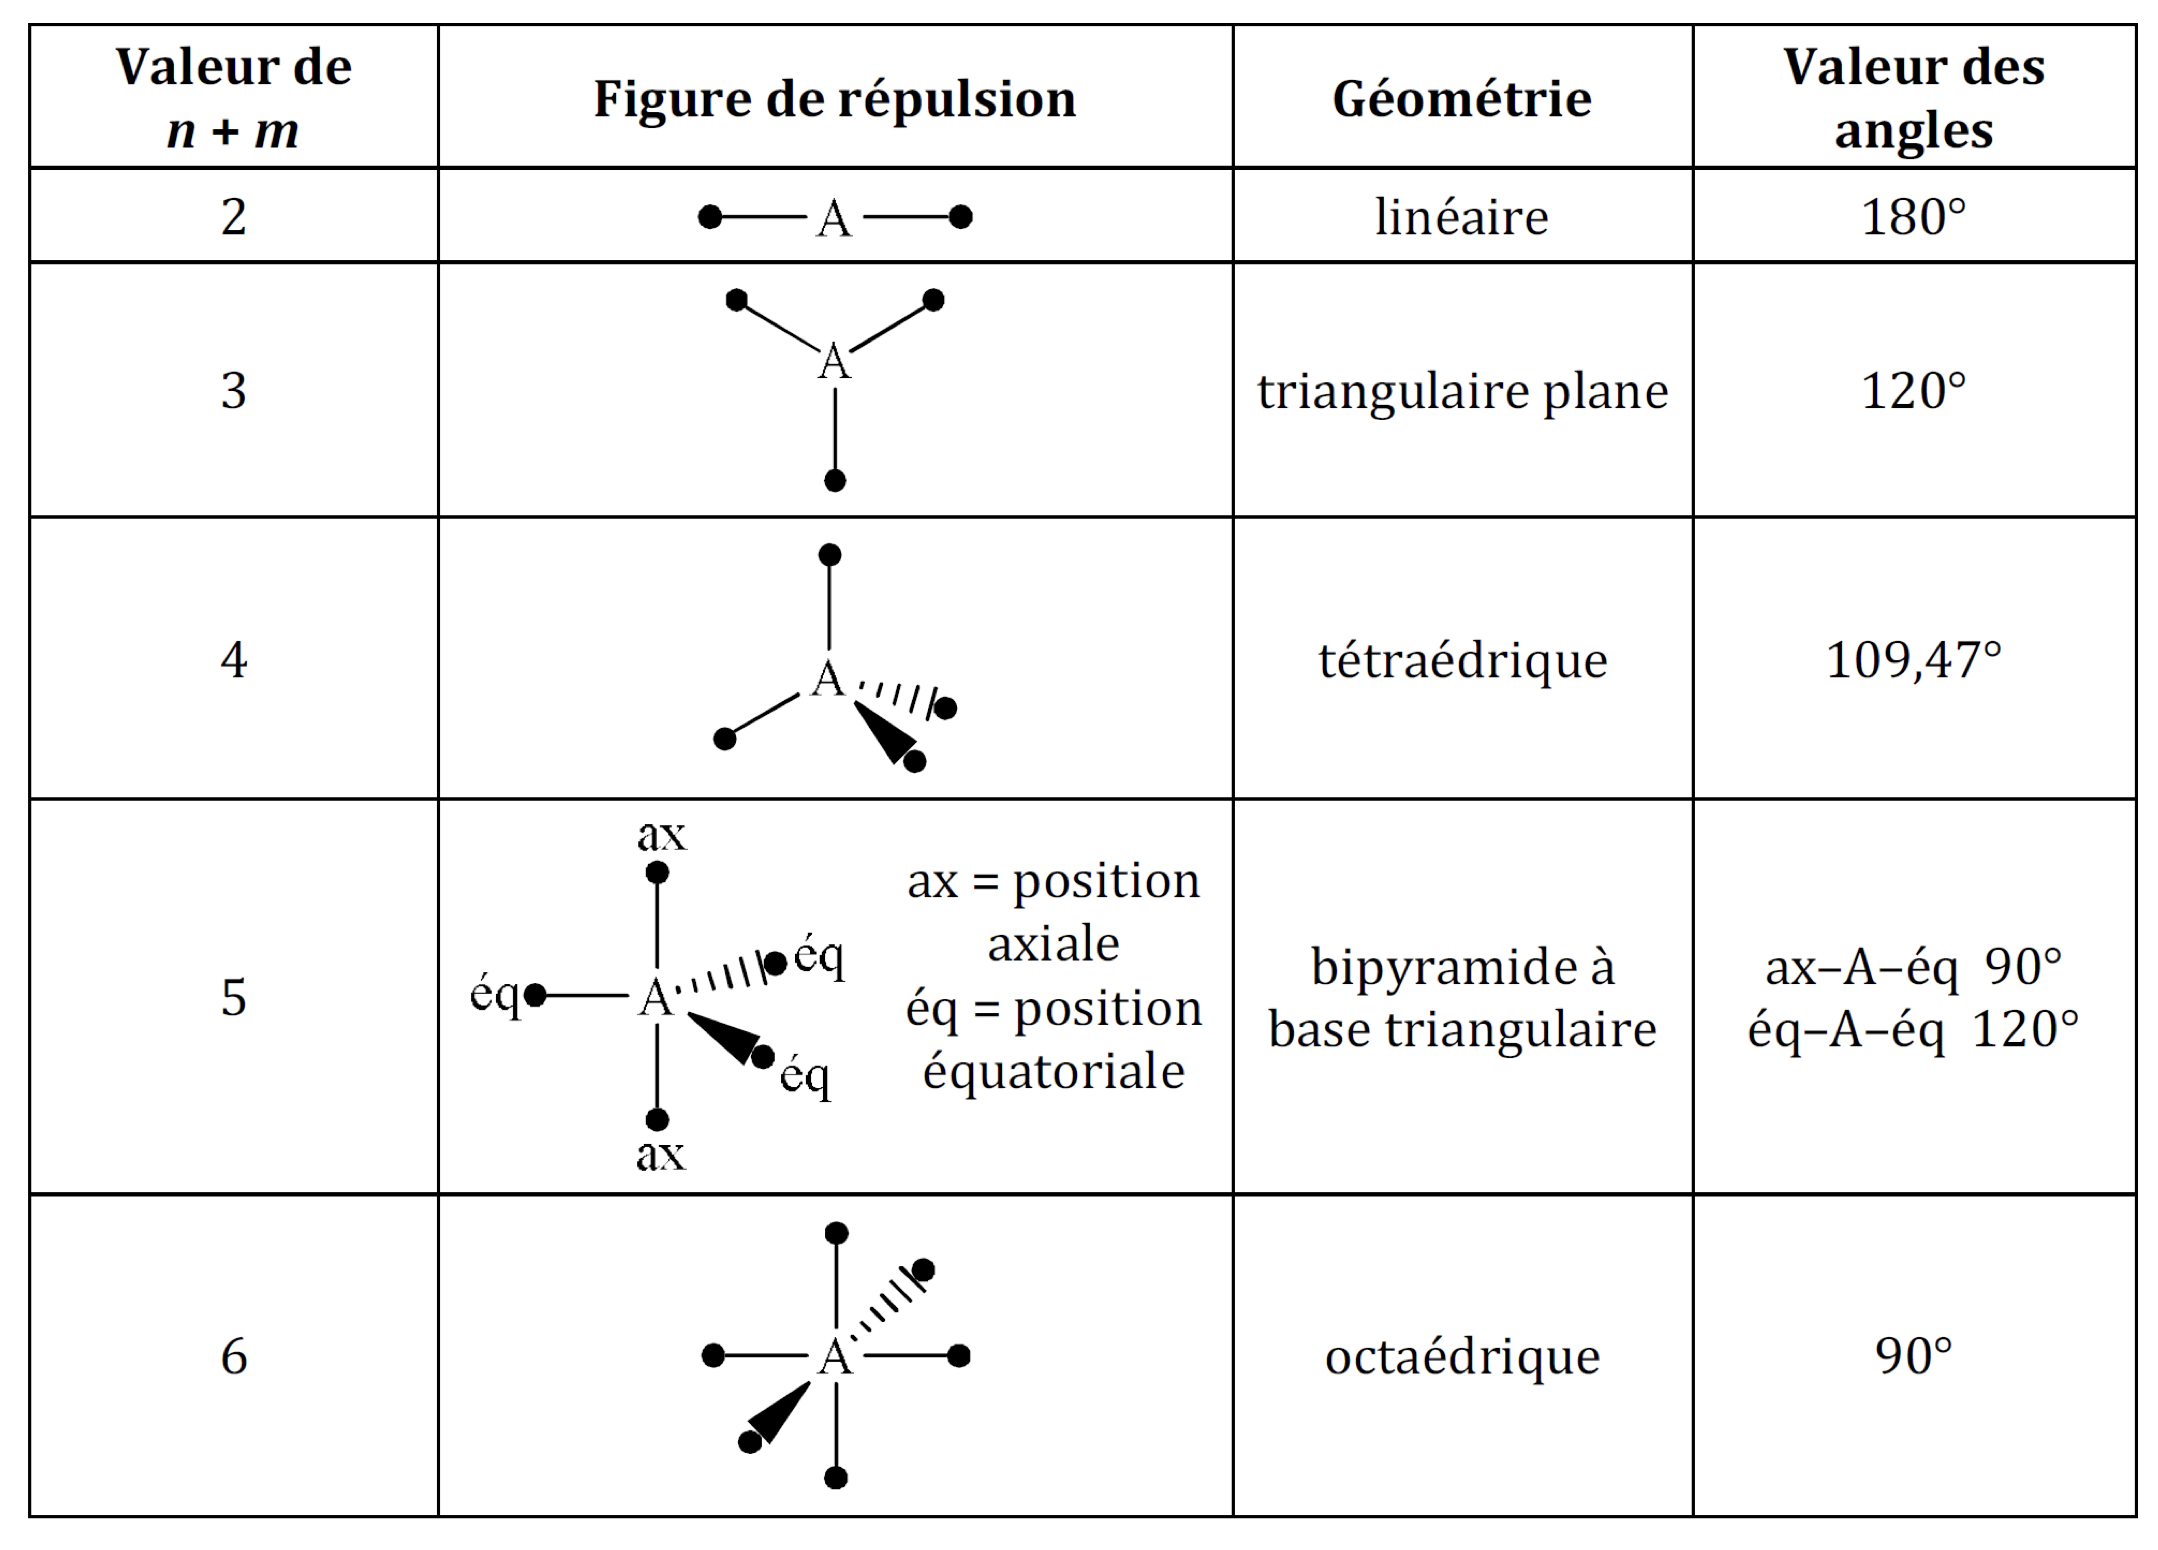 Valeur de
n + m
Figure de répulsion
Géométrie
Valeur des
angles
2
A
linéaire
180°
3
A
triangulaire plane
120°
4
A
tétraédrique
109,47°
5
ax
éq
A
éq
éq
ax
ax = position
axiale
éq = position
équatoriale
bipyramide à
base triangulaire
ax–A–éq 90°
éq–A–éq 120°
6
A
octaédrique
90°